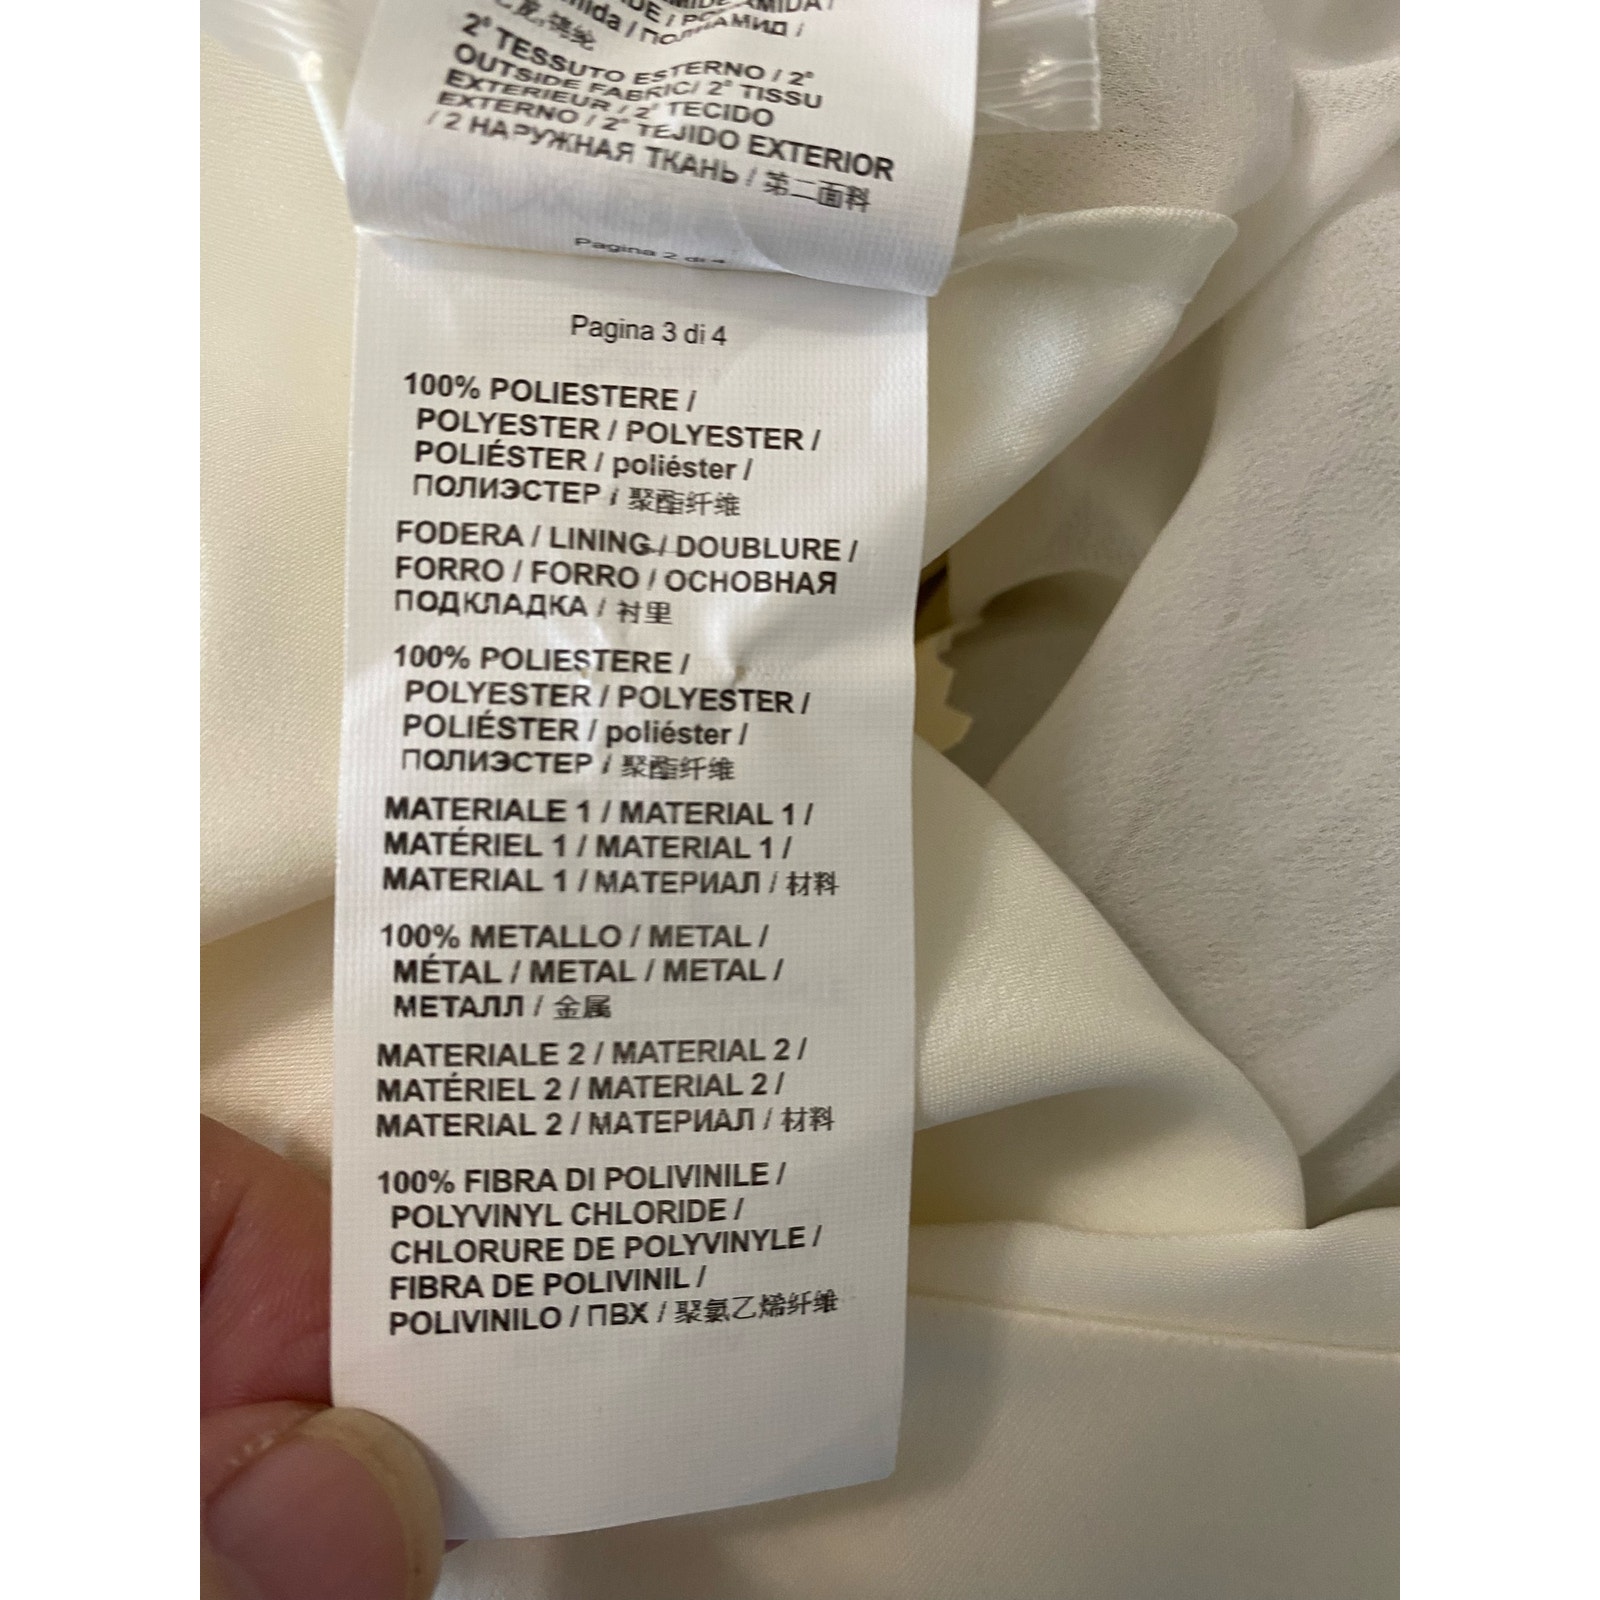 2° TESSUTO ESTERNO / 2°
OUTSIDE FABRIC/ 2° TISSU
EXTERIEUR / 2° TECIDO
EXTERNO / 2° TEJIDO EXTERIOR
/ 2 НАРУЖНАЯ ТКАНЬ / 第二面料
Pagina 2 di 4
Pagina 3 di 4
100% POLIESTERE /
POLYESTER / POLYESTER /
POLIÉSTER / poliéster /
ПОЛИЭСТЕР / 聚酯纤维
FODERA / LINING / DOUBLURE /
FORRO / FORRO / ОСНОВНАЯ
ПОДКЛАДКА / 衬里
100% POLIESTERE /
POLYESTER / POLYESTER /
POLIÉSTER / poliéster /
ПОЛИЭСТЕР / 聚酯纤维
MATERIALE 1 / MATERIAL 1 /
MATÉRIEL 1 / MATERIAL 1 /
MATERIAL 1 / МАТЕРИАЛ / 材料
100% METALLO / METAL /
MÉTAL / METAL / METAL /
МЕТАЛЛ / 金属
MATERIALE 2 / MATERIAL 2 /
MATÉRIEL 2 / MATERIAL 2 /
MATERIAL 2 / МАТЕРИАЛ / 材料
100% FIBRA DI POLIVINILE /
POLYVINYL CHLORIDE /
CHLORURE DE POLYVINYLE /
FIBRA DE POLIVINIL /
POLIVINILO / ПВХ / 聚氯乙烯纤维